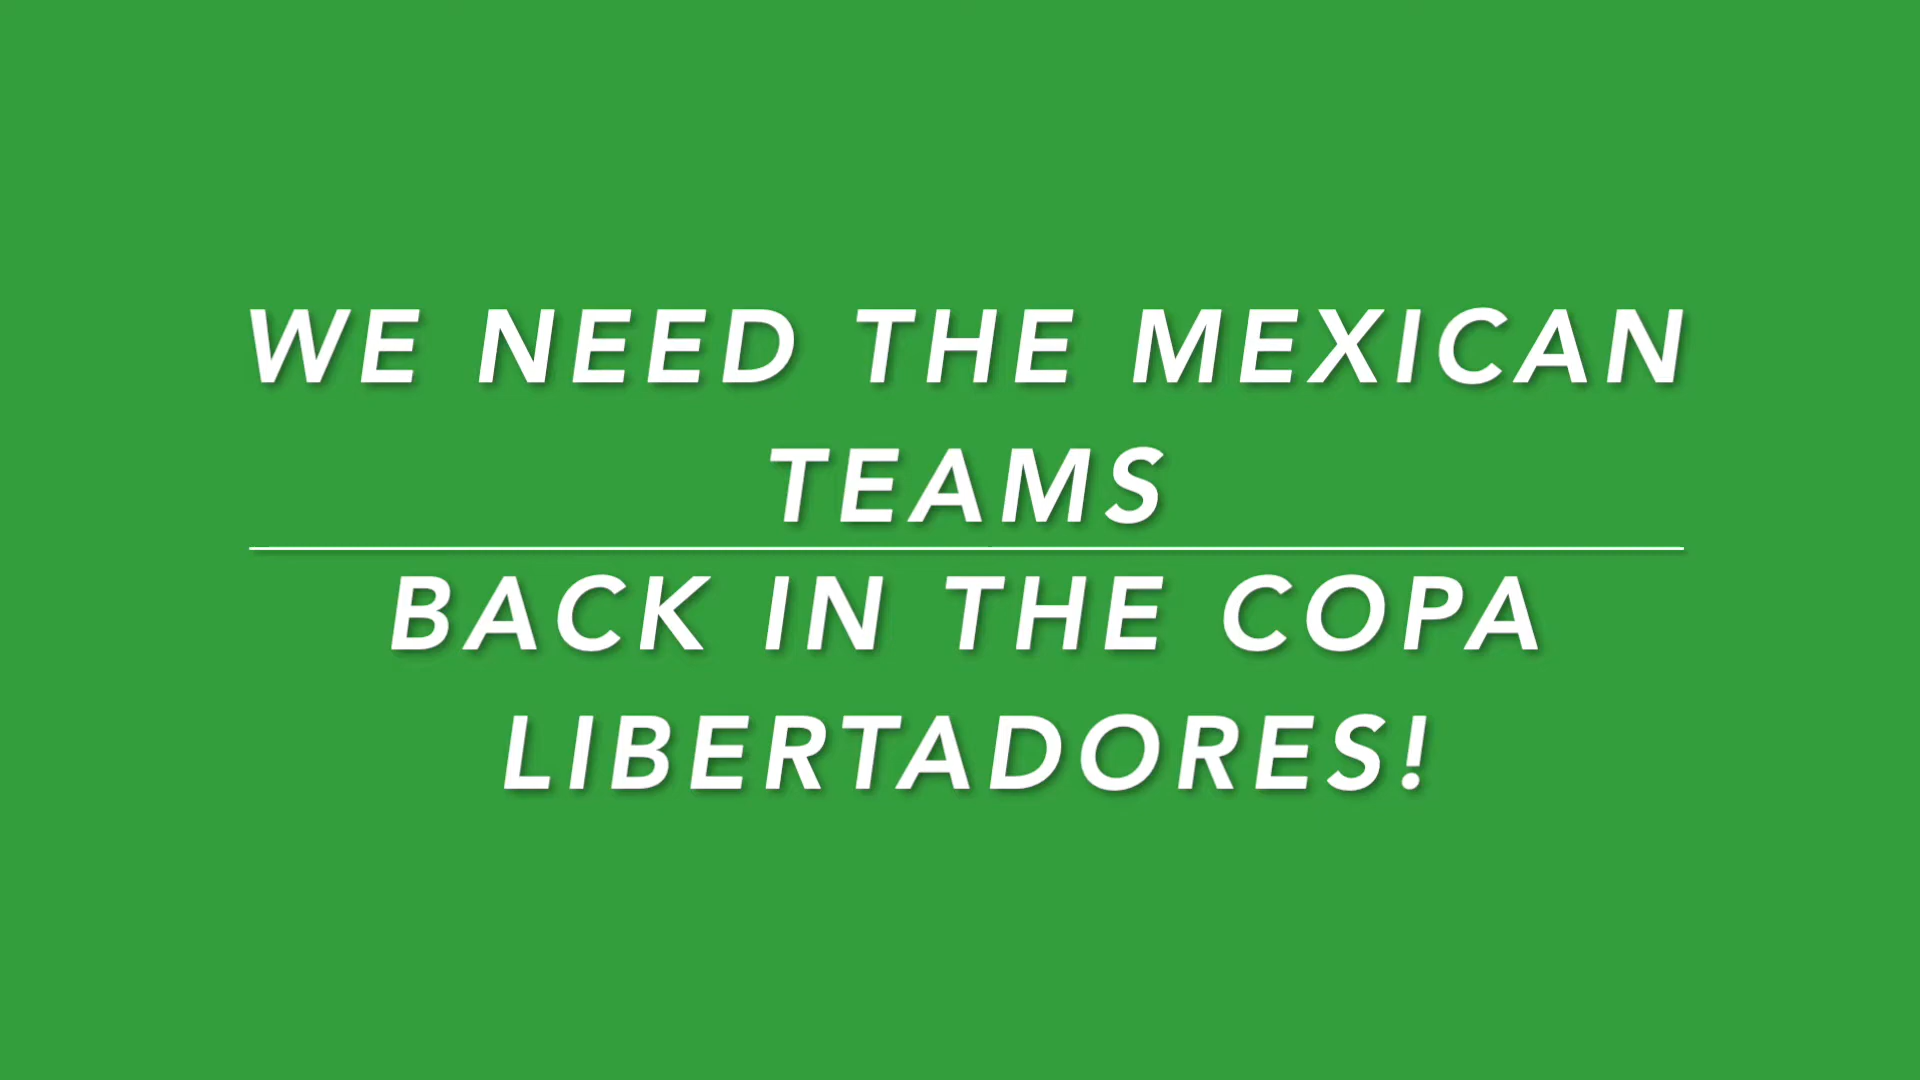 WE NEED THE MEXICAN
TEAMS
BACK IN THE COPA
LIBERTADORES!